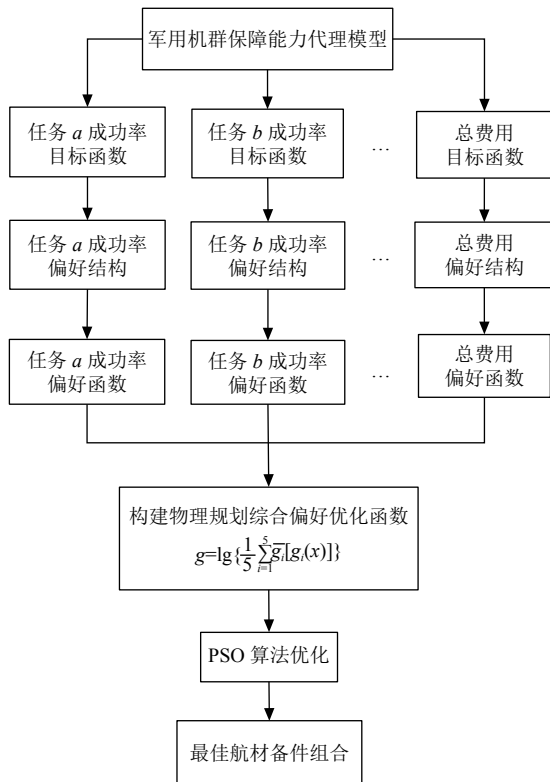 军用机群保障能力代理模型
任务 a 成功率
目标函数
任务 b 成功率
目标函数
…
总费用
目标函数
任务 a 成功率
偏好结构
任务 b 成功率
偏好结构
…
总费用
偏好结构
任务 a 成功率
偏好函数
任务 b 成功率
偏好函数
…
总费用
偏好函数
构建物理规划综合偏好优化函数
g=lg{\frac{1}{5}\sum_{i=1}^{5}\overline{g_i}[g_i(x)]}
PSO 算法优化
最佳航材备件组合